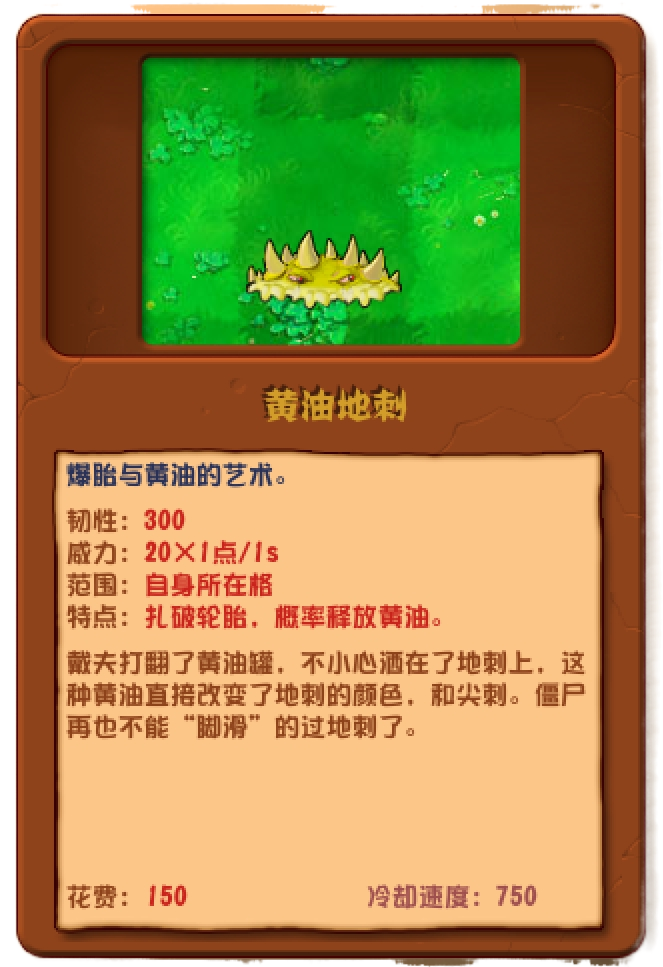 黄油地刺
爆胎与黄油的艺术。
韧性：300
威力：20×1点/1s
范围：自身所在格
特点：扎破轮胎，概率释放黄油。
戴夫打翻了黄油罐，不小心洒在了地刺上，这
种黄油直接改变了地刺的颜色，和尖刺。僵尸
再也不能“脚滑”的过地刺了。
花费：150 冷却速度：750